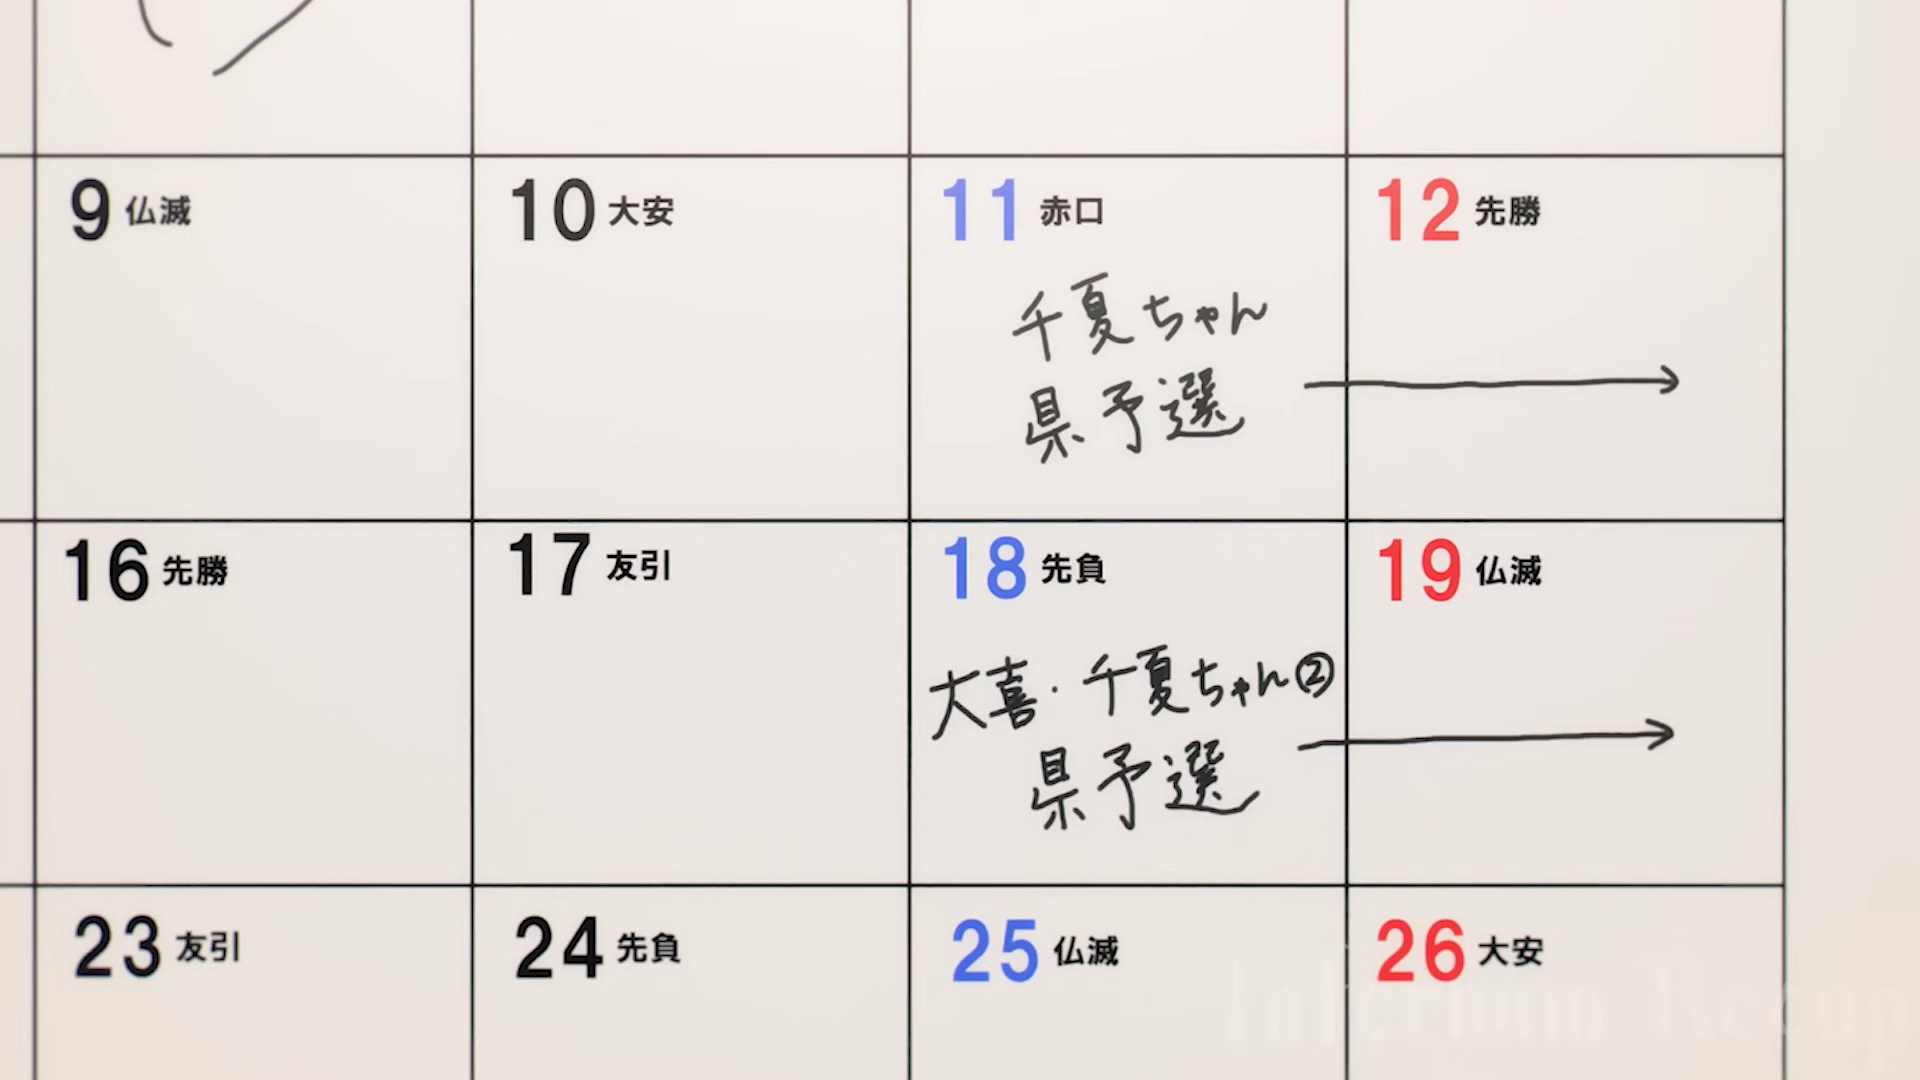 9 仏滅
10 大安
11 赤口
12 先勝
千夏ちゃん
県予選
16 先勝
17 友引
18 先負
19 仏滅
大喜・千夏ちゃん②
県予選
23 友引
24 先負
25 仏滅
26 大安